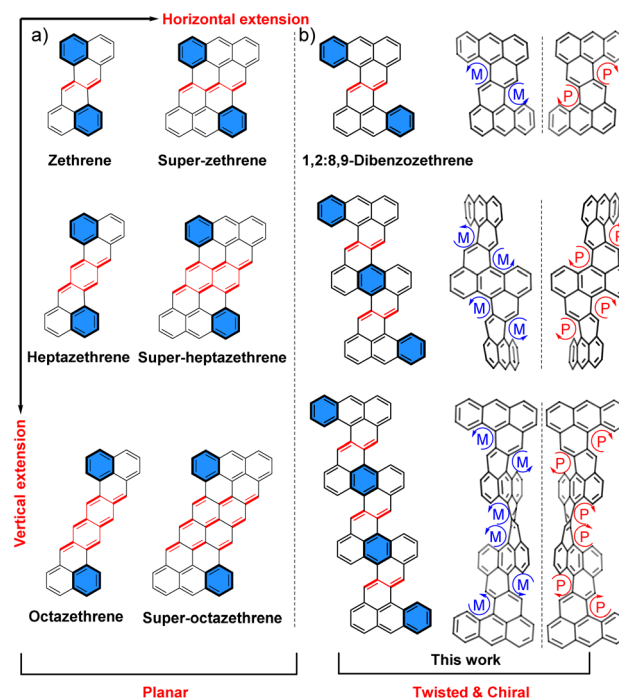 Horizontal extension
a)
b)
M
M
P
P
Zethrene
Super-zethrene
1,2:8,9-Dibenzozethrene
M
M
M
M
P
P
P
P
Heptazethrene
Super-heptazethrene
Vertical extension
M
M
M
M
M
M
P
P
P
P
P
P
Octazethrene
Super-octazethrene
This work
Planar
Twisted & Chiral